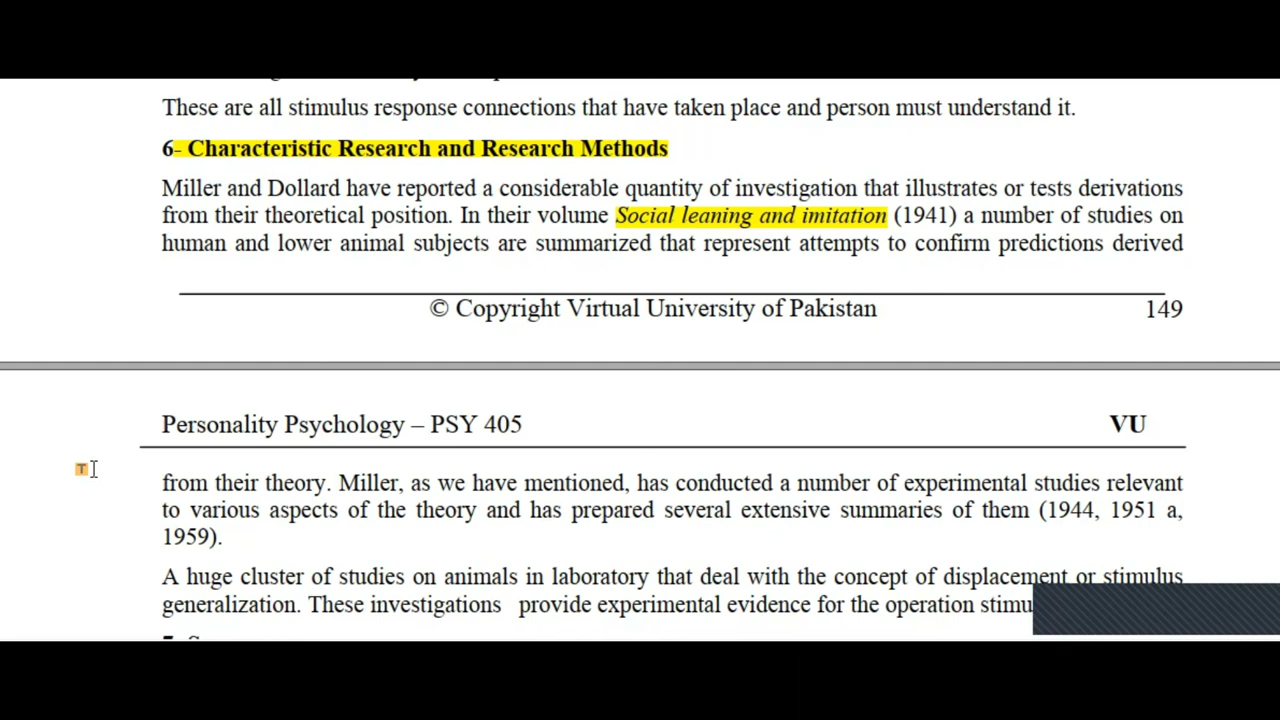 These are all stimulus response connections that have taken place and person must understand it.
6- Characteristic Research and Research Methods
Miller and Dollard have reported a considerable quantity of investigation that illustrates or tests derivations
from their theoretical position. In their volume Social leaning and imitation (1941) a number of studies on
human and lower animal subjects are summarized that represent attempts to confirm predictions derived
© Copyright Virtual University of Pakistan 149
Personality Psychology – PSY 405 VU
T
from their theory. Miller, as we have mentioned, has conducted a number of experimental studies relevant
to various aspects of the theory and has prepared several extensive summaries of them (1944, 1951 a,
1959).
A huge cluster of studies on animals in laboratory that deal with the concept of displacement or stimulus
generalization. These investigations provide experimental evidence for the operation